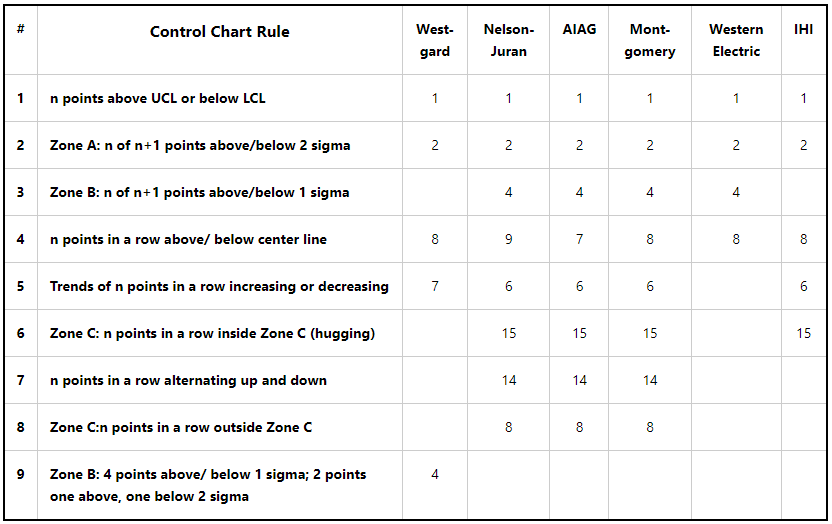 # Control Chart Rule West- Nelson- AIAG Mont- Western IHI
gard Juran gomery Electric
1 n points above UCL or below LCL 1 1 1 1 1 1
2 Zone A: n of n+1 points above/below 2 sigma 2 2 2 2 2 2
3 Zone B: n of n+1 points above/below 1 sigma 4 4 4 4
4 n points in a row above/ below center line 8 9 7 8 8 8
5 Trends of n points in a row increasing or decreasing 7 6 6 6 6
6 Zone C: n points in a row inside Zone C (hugging) 15 15 15 15
7 n points in a row alternating up and down 14 14 14
8 Zone C:n points in a row outside Zone C 8 8 8
9 Zone B: 4 points above/ below 1 sigma; 2 points 4
one above, one below 2 sigma